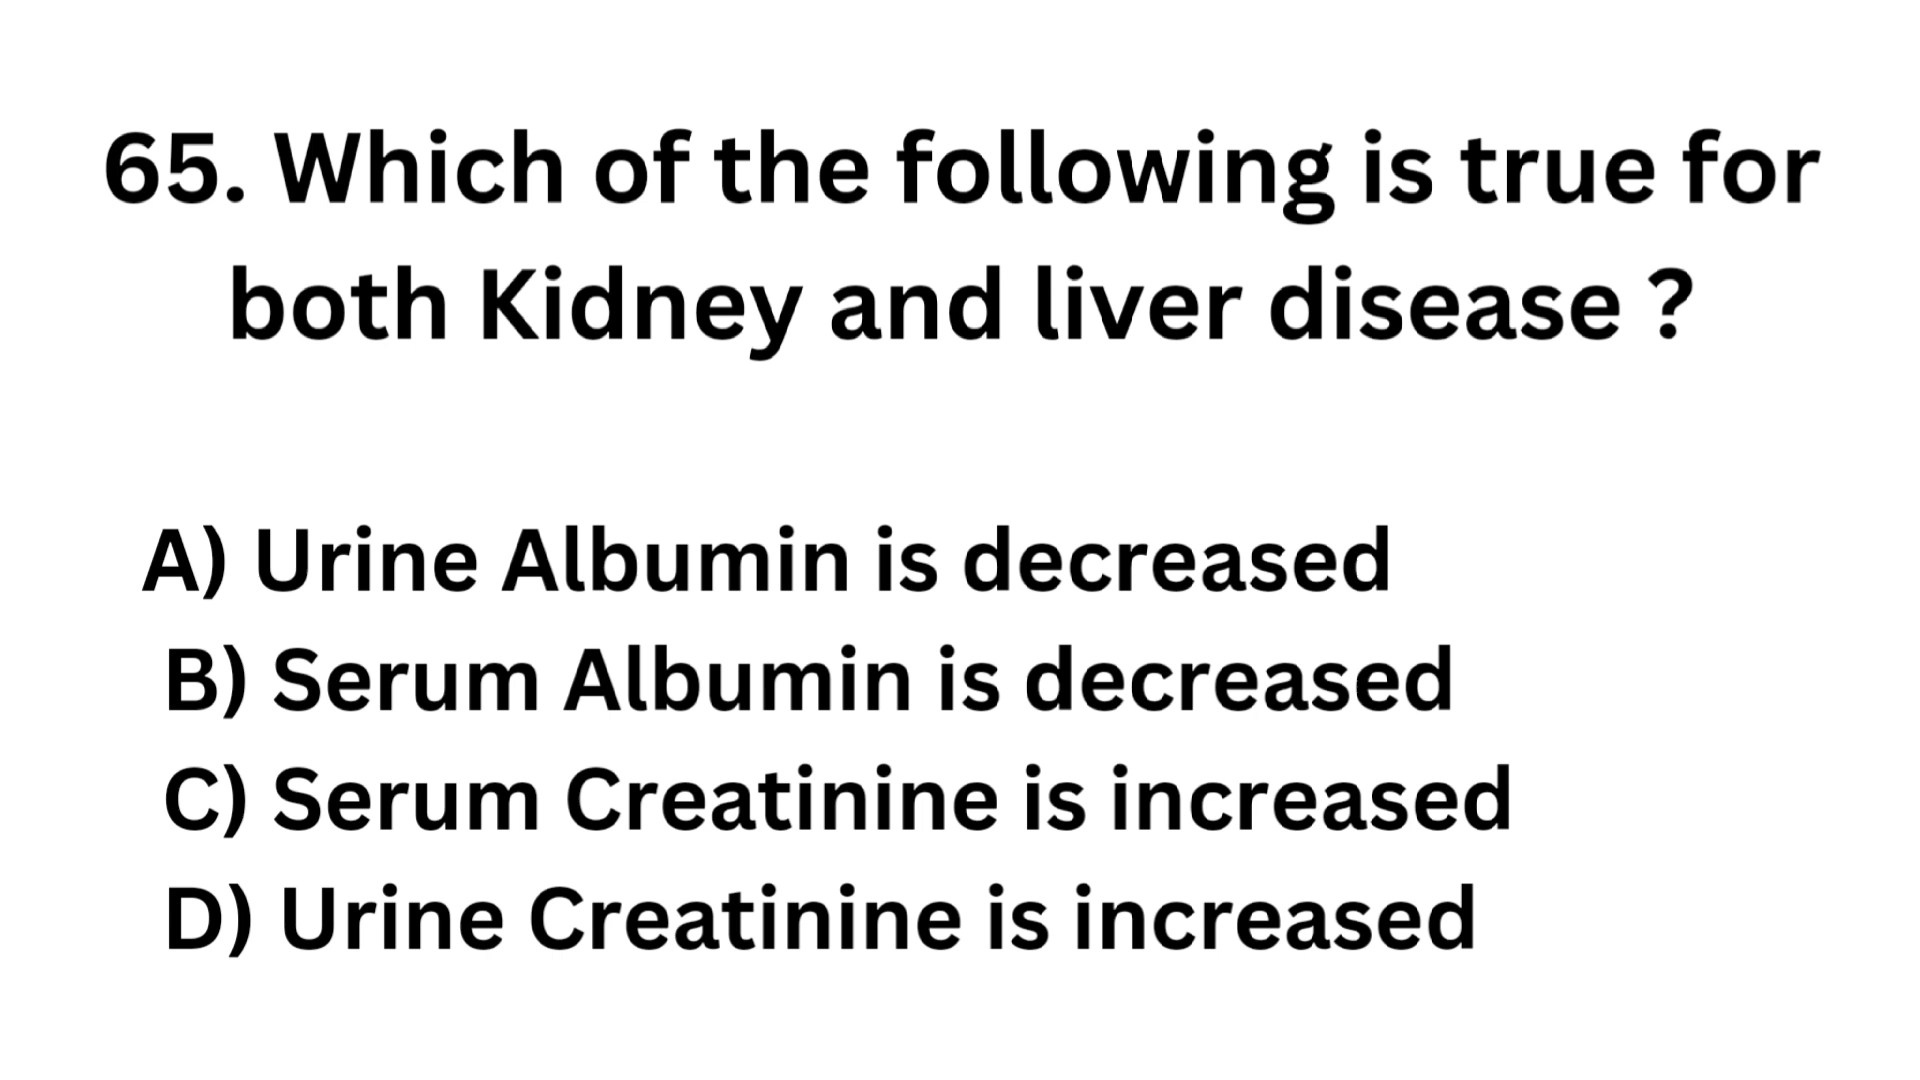 65. Which of the following is true for
both Kidney and liver disease ?
A) Urine Albumin is decreased
B) Serum Albumin is decreased
C) Serum Creatinine is increased
D) Urine Creatinine is increased